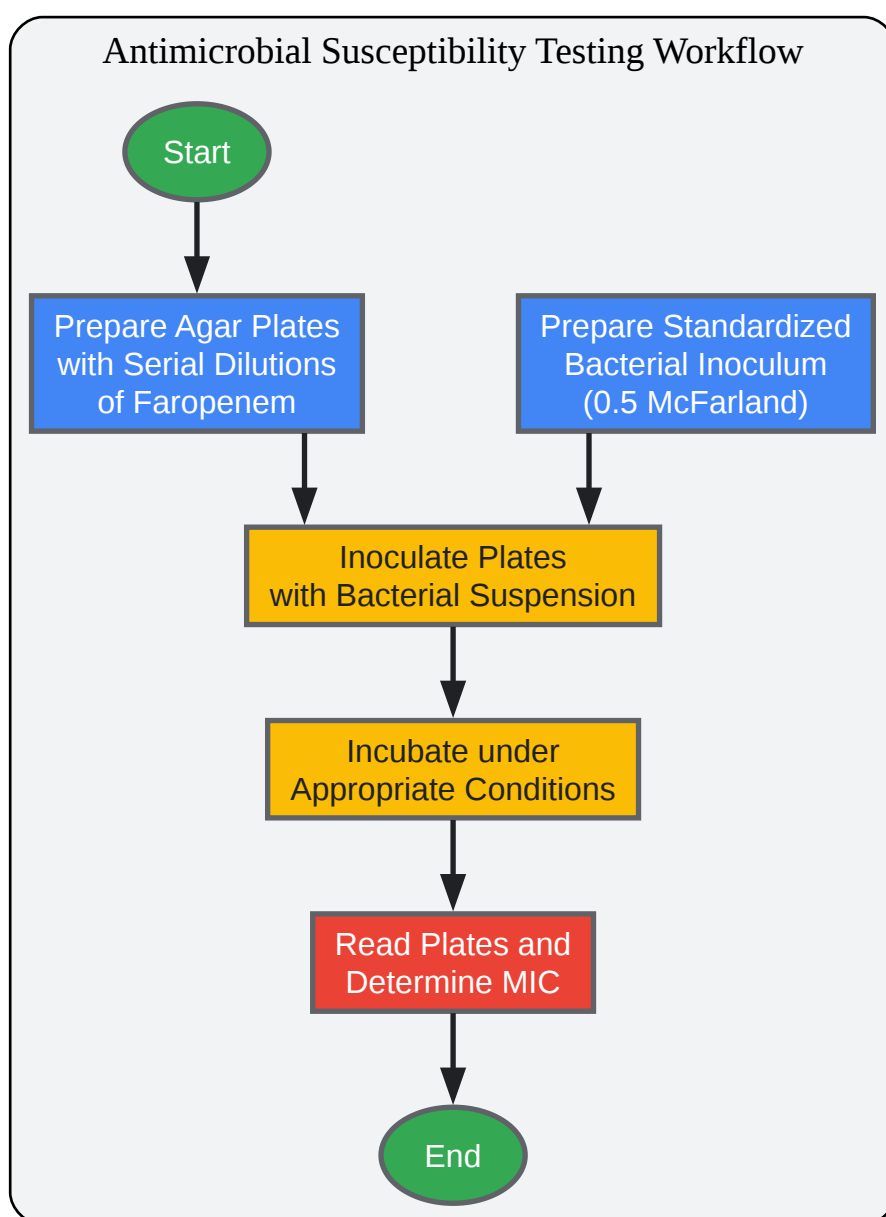 Antimicrobial Susceptibility Testing Workflow
Start
Prepare Agar Plates
with Serial Dilutions
of Faropenem
Prepare Standardized
Bacterial Inoculum
(0.5 McFarland)
Inoculate Plates
with Bacterial Suspension
Incubate under
Appropriate Conditions
Read Plates and
Determine MIC
End